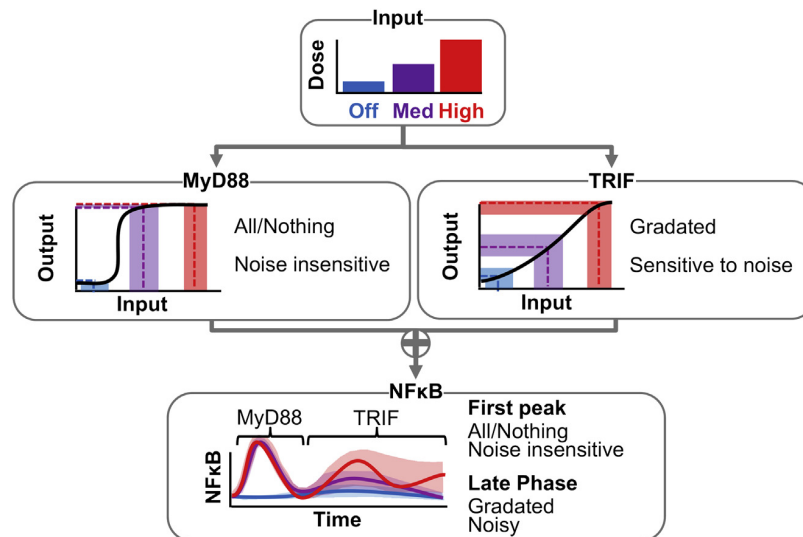 Input
Dose
Off Med High
MyD88
Output
Input
All/Nothing
Noise insensitive
TRIF
Output
Input
Gradated
Sensitive to noise
NFκB
MyD88 TRIF
NFκB
Time
First peak
All/Nothing
Noise insensitive
Late Phase
Gradated
Noisy